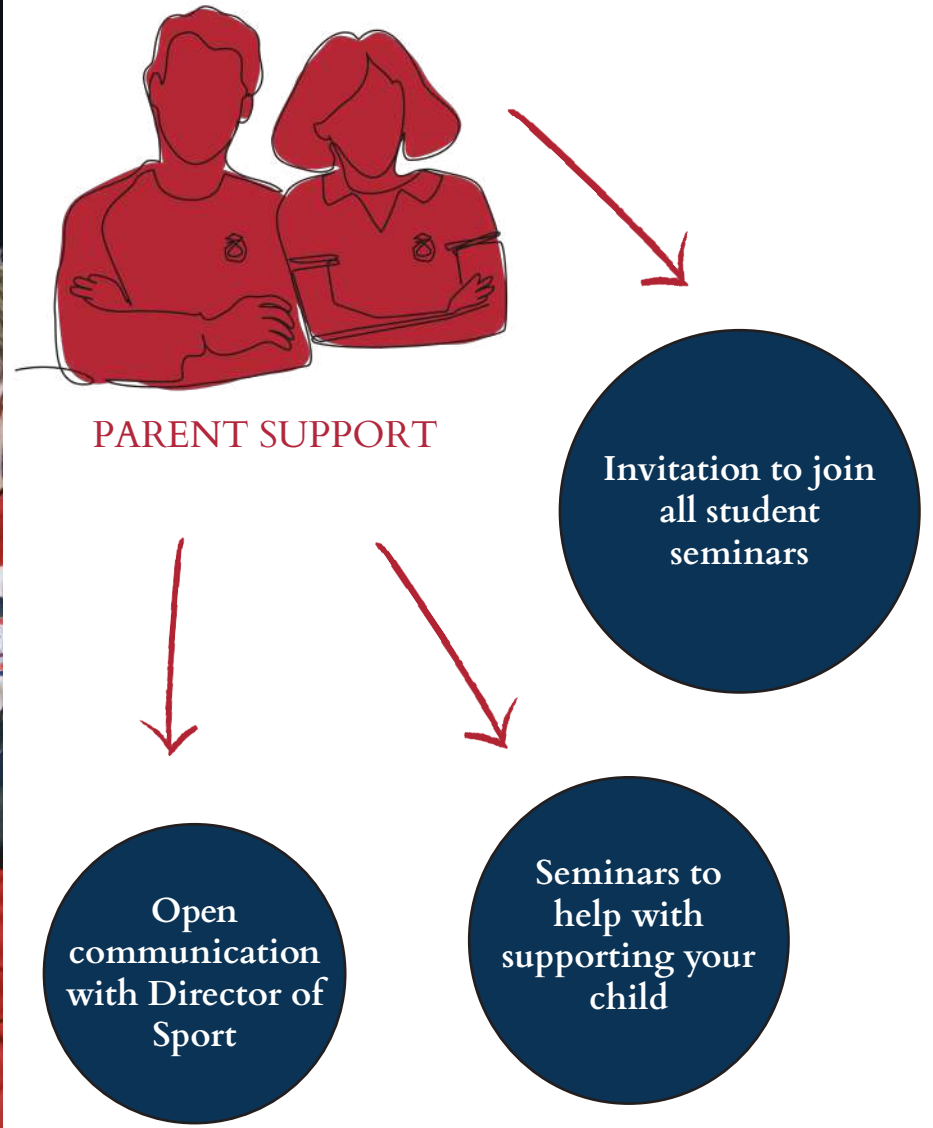 PARENT SUPPORT
Invitation to join
all student
seminars
Open
communication
with Director of
Sport
Seminars to
help with
supporting your
child